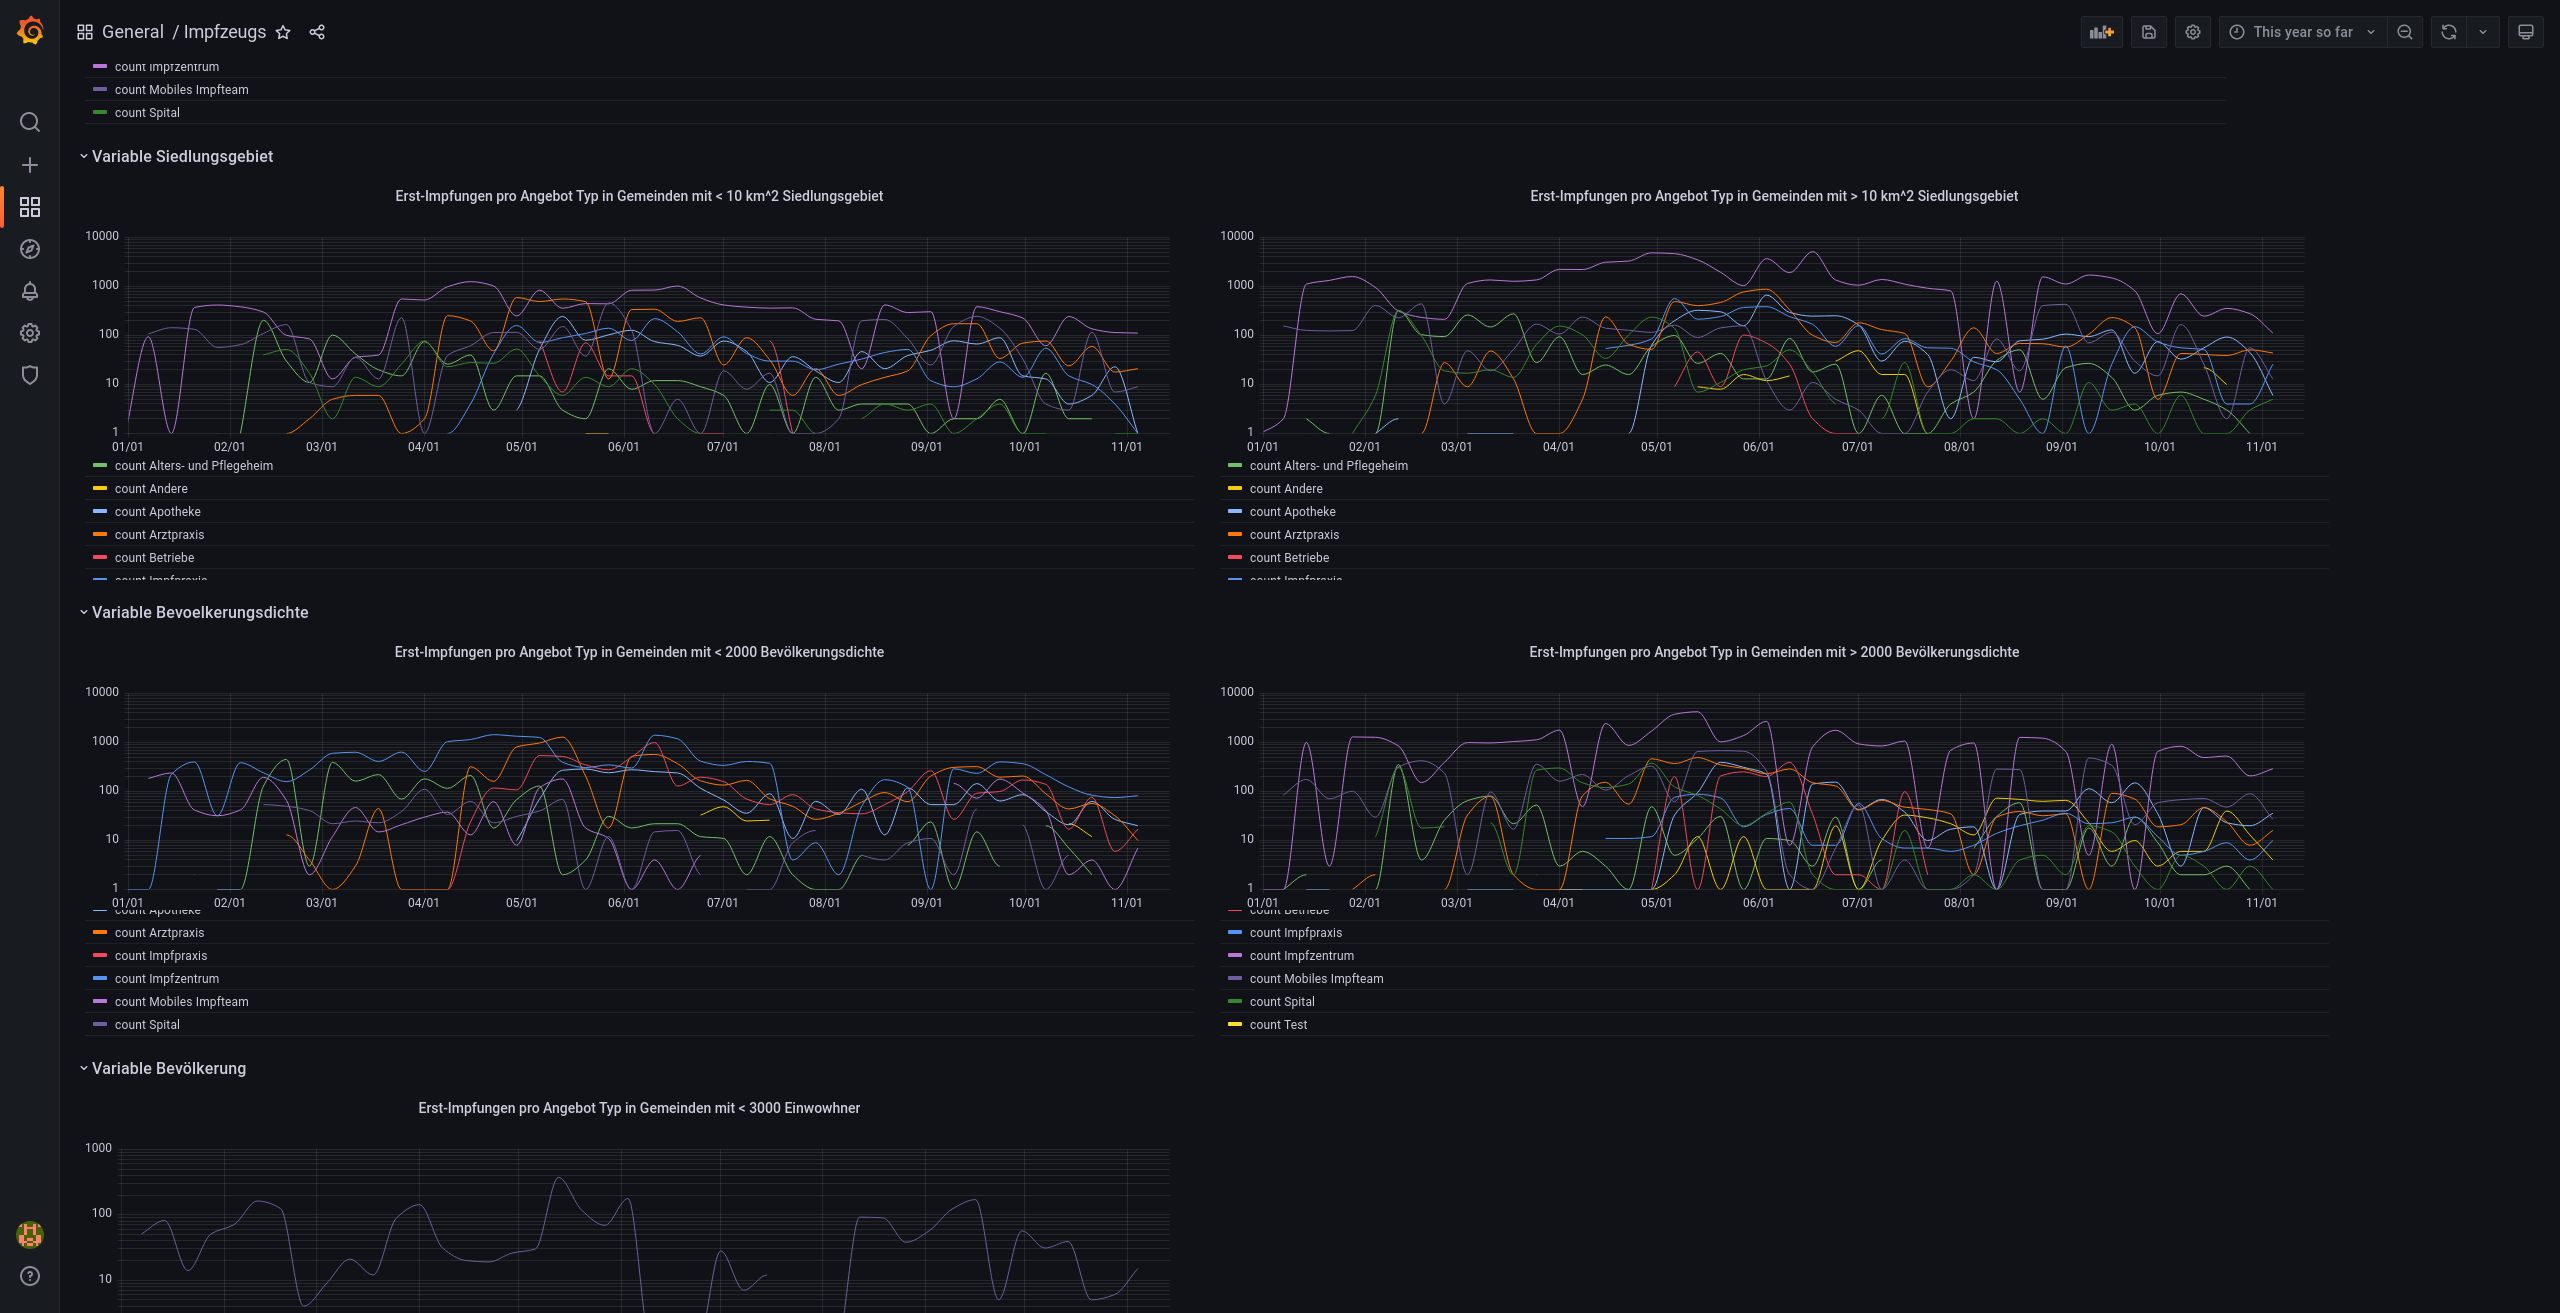 General / Impfzeugs
This year so far
count Impfzentrum
count Mobiles Impfteam
count Spital
Variable Siedlungsgebiet
Erst-Impfungen pro Angebot Typ in Gemeinden mit < 10 km^2 Siedlungsgebiet
10000
1000
100
10
1
01/01 02/01 03/01 04/01 05/01 06/01 07/01 08/01 09/01 10/01 11/01
count Alters- und Pflegeheim
count Andere
count Apotheke
count Arztpraxis
count Betriebe
count Impfpraxis
Erst-Impfungen pro Angebot Typ in Gemeinden mit > 10 km^2 Siedlungsgebiet
10000
1000
100
10
1
01/01 02/01 03/01 04/01 05/01 06/01 07/01 08/01 09/01 10/01 11/01
count Alters- und Pflegeheim
count Andere
count Apotheke
count Arztpraxis
count Betriebe
count Impfpraxis
Variable Bevoelkerungsdichte
Erst-Impfungen pro Angebot Typ in Gemeinden mit < 2000 Bevölkerungsdichte
10000
1000
100
10
1
01/01 02/01 03/01 04/01 05/01 06/01 07/01 08/01 09/01 10/01 11/01
count Apotheke
count Arztpraxis
count Impfpraxis
count Impfzentrum
count Mobiles Impfteam
count Spital
Erst-Impfungen pro Angebot Typ in Gemeinden mit > 2000 Bevölkerungsdichte
10000
1000
100
10
1
01/01 02/01 03/01 04/01 05/01 06/01 07/01 08/01 09/01 10/01 11/01
count Betriebe
count Impfpraxis
count Impfzentrum
count Mobiles Impfteam
count Spital
count Test
Variable Bevölkerung
Erst-Impfungen pro Angebot Typ in Gemeinden mit < 3000 Einwowhner
1000
100
10